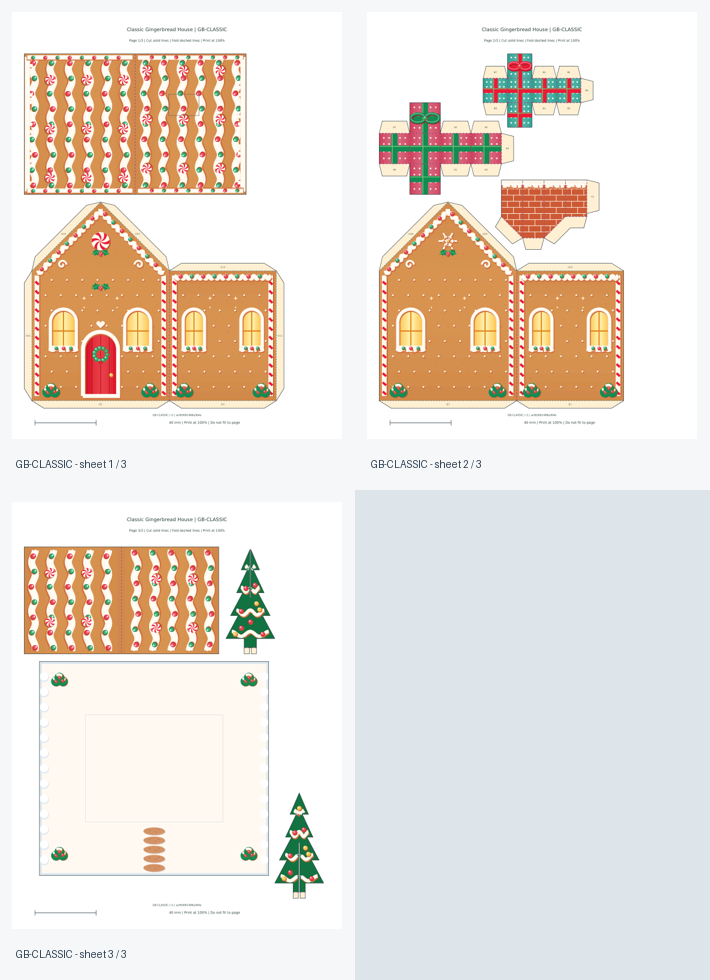 Classic Gingerbread House | GB-CLASSIC
Page 1/3 | Cut solid lines | Fold dashed lines | Print at 100%
40 mm | Print at 100% | Do not fit to page
GB-CLASSIC - sheet 1 / 3
Classic Gingerbread House | GB-CLASSIC
Page 2/3 | Cut solid lines | Fold dashed lines | Print at 100%
40 mm | Print at 100% | Do not fit to page
GB-CLASSIC - sheet 2 / 3
Classic Gingerbread House | GB-CLASSIC
Page 3/3 | Cut solid lines | Fold dashed lines | Print at 100%
40 mm | Print at 100% | Do not fit to page
GB-CLASSIC - sheet 3 / 3